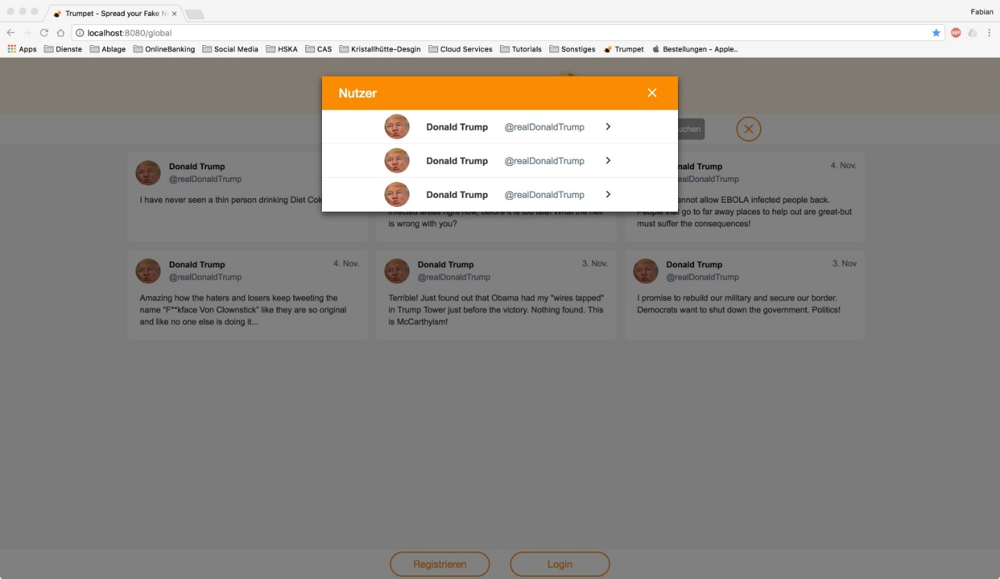 Trumpet - Spread your Fake N
Fabian
localhost:8080/global
ABP
Apps Dienste Ablage OnlineBanking Social Media HSKA CAS Kristallhütte-Desgin Cloud Services Tutorials Sonstiges Trumpet Bestellungen - Apple..
Nutzer
Donald Trump @realDonaldTrump
Donald Trump @realDonaldTrump
Donald Trump @realDonaldTrump
uchen
Donald Trump
@realDonaldTrump
I have never seen a thin person drinking Diet Cok
infected areas right now, before it is too late! What the hell
is wrong with you?
nald Trump 4. Nov.
ealDonaldTrump
annot allow EBOLA infected people back.
People that go to far away places to help out are great-but
must suffer the consequences!
Donald Trump 4. Nov.
@realDonaldTrump
Amazing how the haters and losers keep tweeting the
name “F**kface Von Clownstick” like they are so original
and like no one else is doing it...
Donald Trump 3. Nov.
@realDonaldTrump
Terrible! Just found out that Obama had my "wires tapped"
in Trump Tower just before the victory. Nothing found. This
is McCarthyism!
Donald Trump 3. Nov
@realDonaldTrump
I promise to rebuild our military and secure our border.
Democrats want to shut down the government. Politics!
Registrieren Login